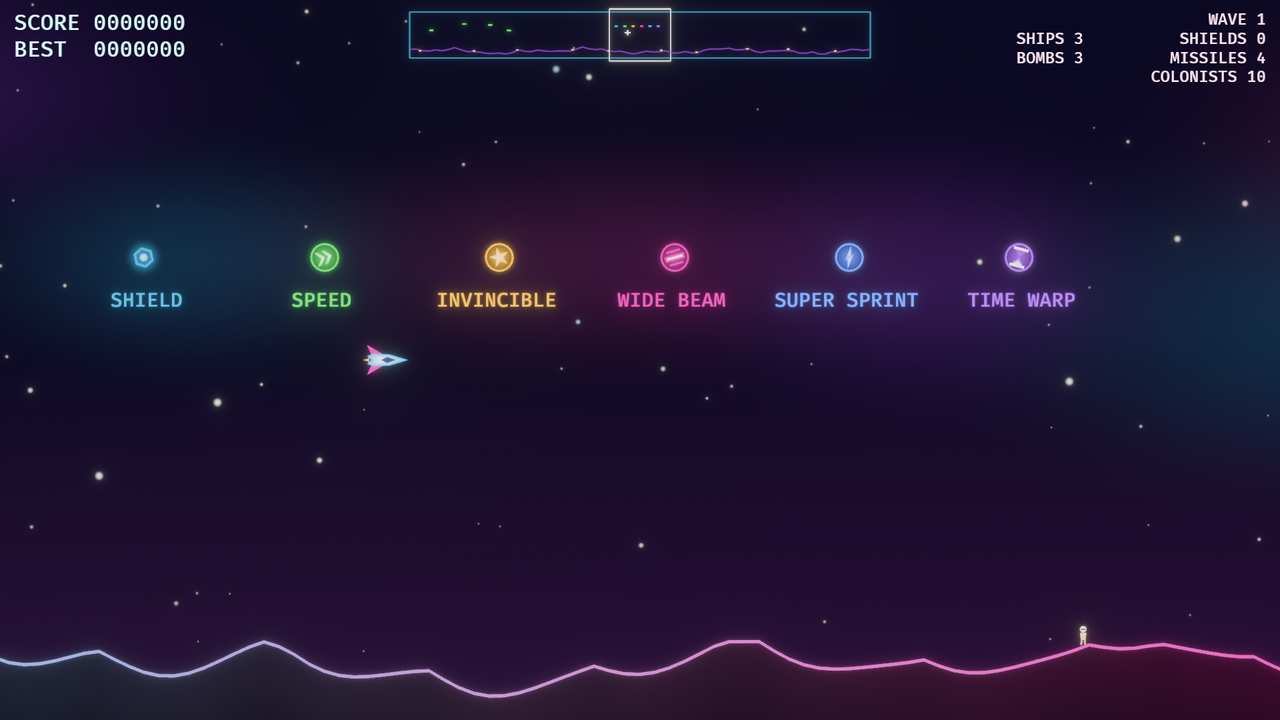 SCORE 0000000
BEST 0000000
SHIPS 3
BOMBS 3
WAVE 1
SHIELDS 0
MISSILES 4
COLONISTS 10
SHIELD
SPEED
INVINCIBLE
WIDE BEAM
SUPER SPRINT
TIME WARP